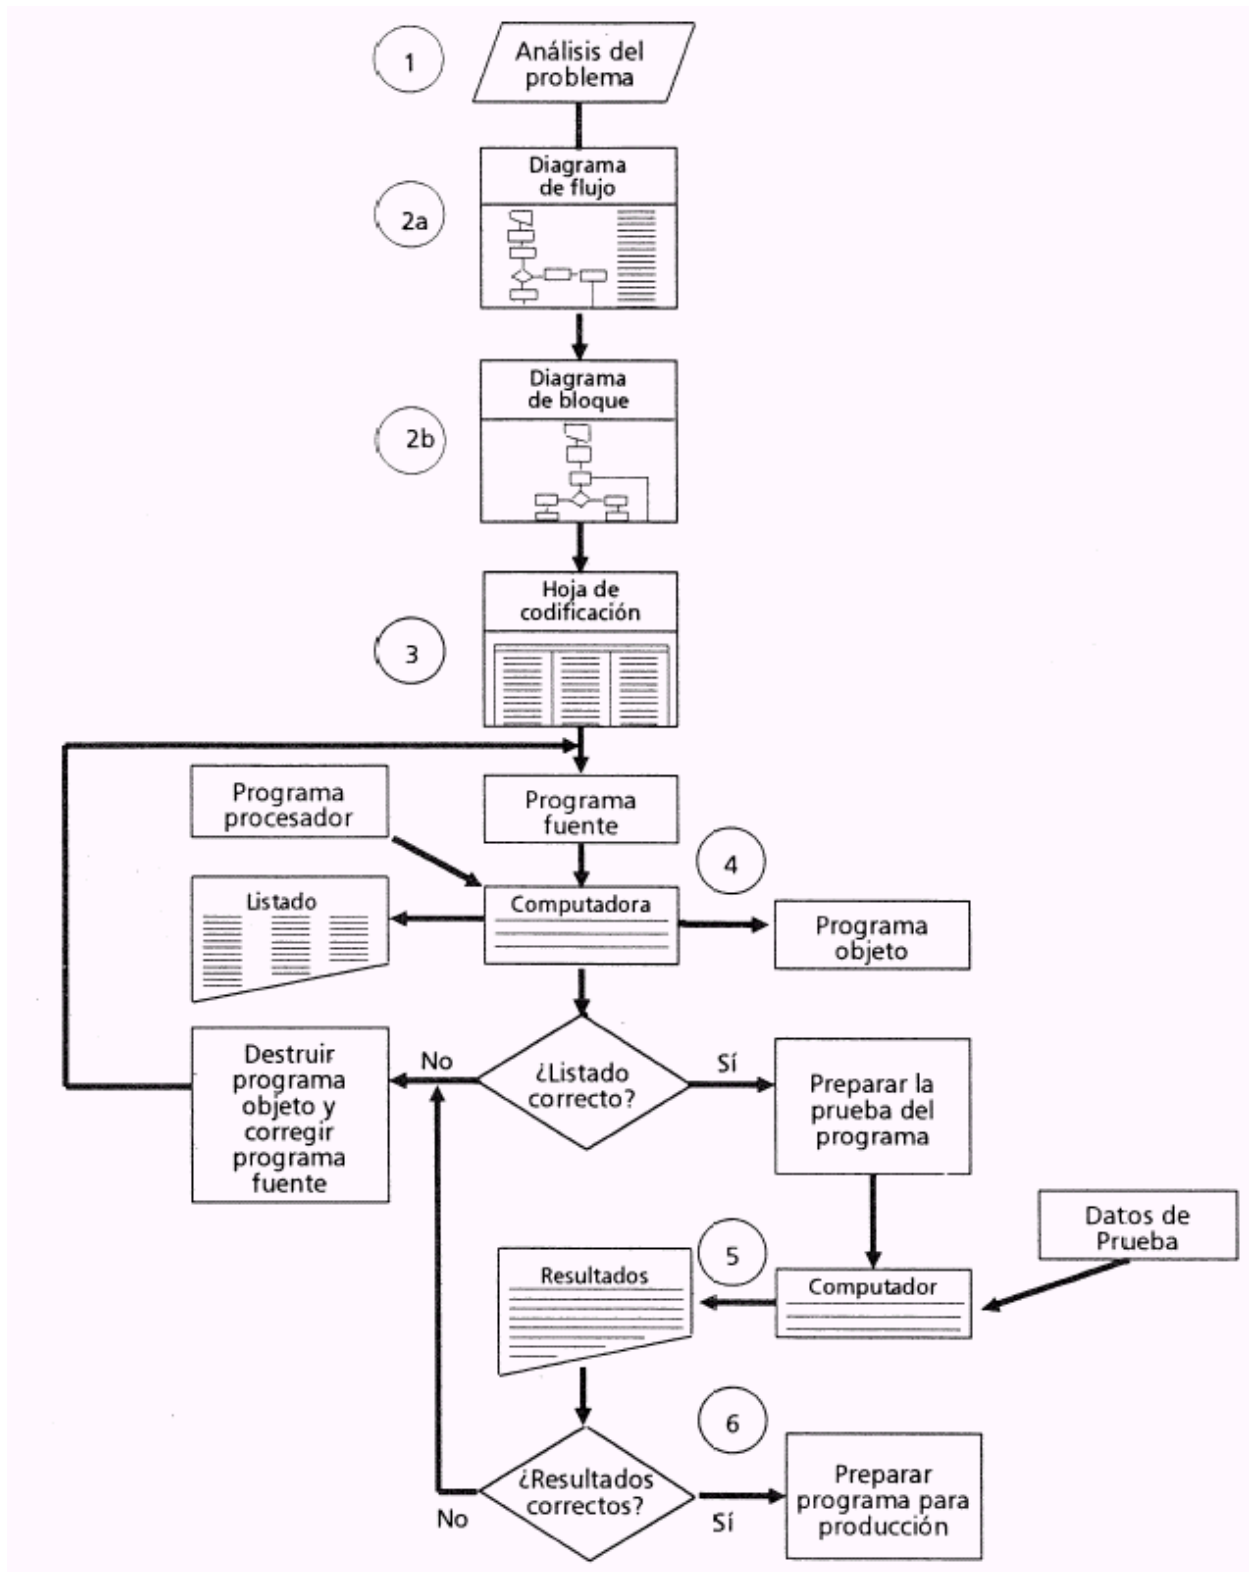 1
Análisis del
problema
Diagrama
de flujo
2a
Diagrama
de bloque
2b
Hoja de
codificación
3
Programa
procesador
Programa
fuente
4
Listado
Computadora
Programa
objeto
Destruir
programa
objeto y
corregir
programa
fuente
No
¿Listado
correcto?
Sí
Preparar la
prueba del
programa
Datos de
Prueba
5
Resultados
Computador
6
¿Resultados
correctos?
No
Sí
Preparar
programa para
producción